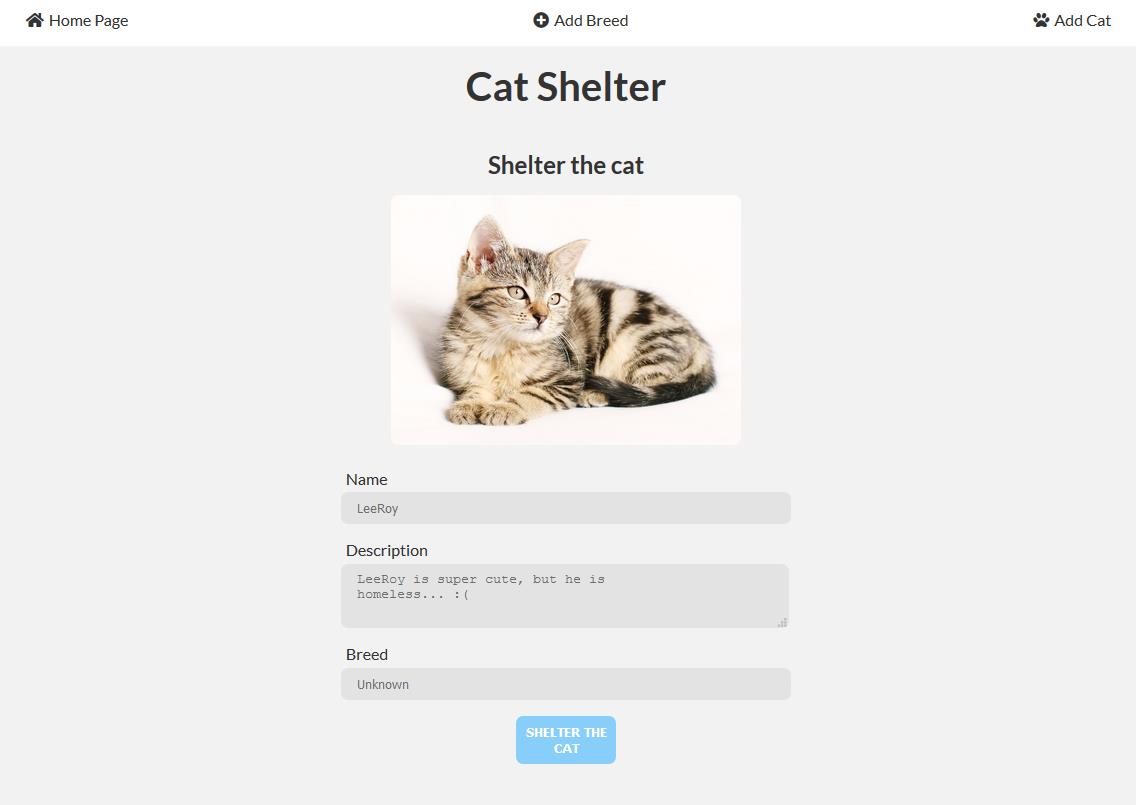 Home Page
Add Breed
Add Cat
Cat Shelter
Shelter the cat
Name
LeeRoy
Description
LeeRoy is super cute, but he is
homeless... :(
Breed
Unknown
SHELTER THE
CAT